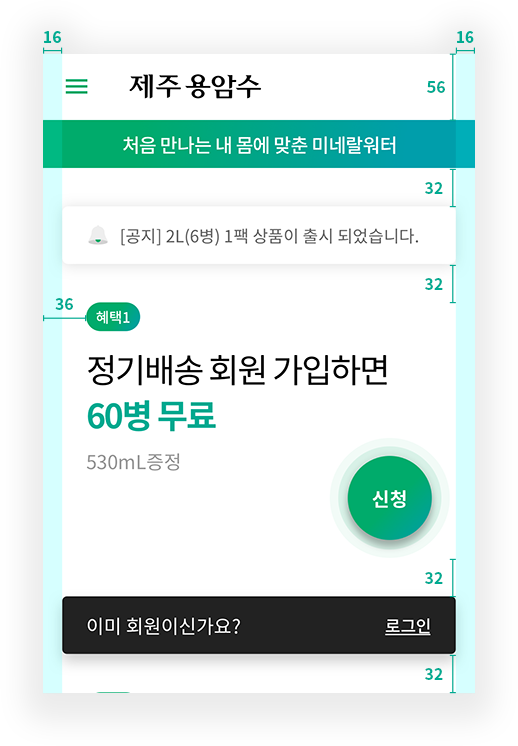 16
16
제주 용암수
56
처음 만나는 내 몸에 맞춘 미네랄워터
32
[공지] 2L(6병) 1팩 상품이 출시 되었습니다.
32
36
혜택1
정기배송 회원 가입하면
60병 무료
530mL증정
신청
32
이미 회원이신가요?
로그인
32